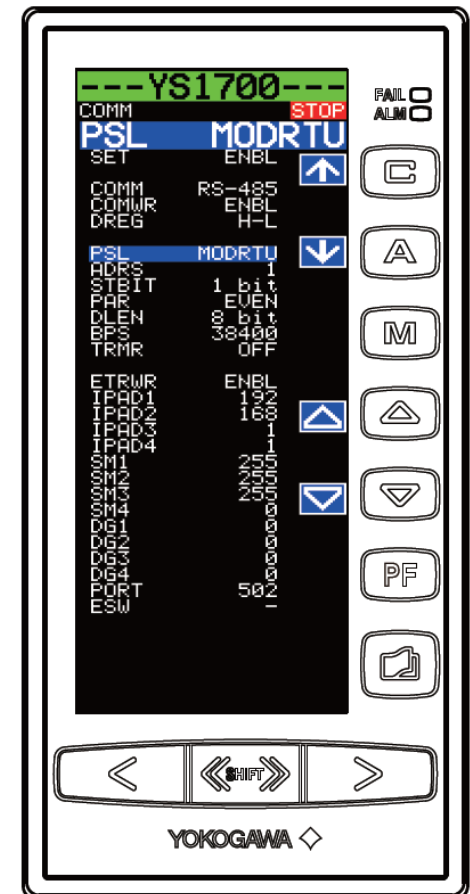 ---YS1700---
FAIL
ALM
COMM STOP
PSL MODRTU
SET ENBL
COMM RS-485
COMWR ENBL
DREG H-L
PSL MODRTU
ADRS 1
STBIT 1 bit
PAR EVEN
DLEN 8 bit
BPS 38400
TRMR OFF
ETRWR ENBL
IPAD1 192
IPAD2 168
IPAD3 1
IPAD4 1
SM1 255
SM2 255
SM3 255
SM4 0
DG1 0
DG2 0
DG3 0
DG4 0
PORT 502
ESW -
C
A
M
PF
< SHIFT >
YOKOGAWA